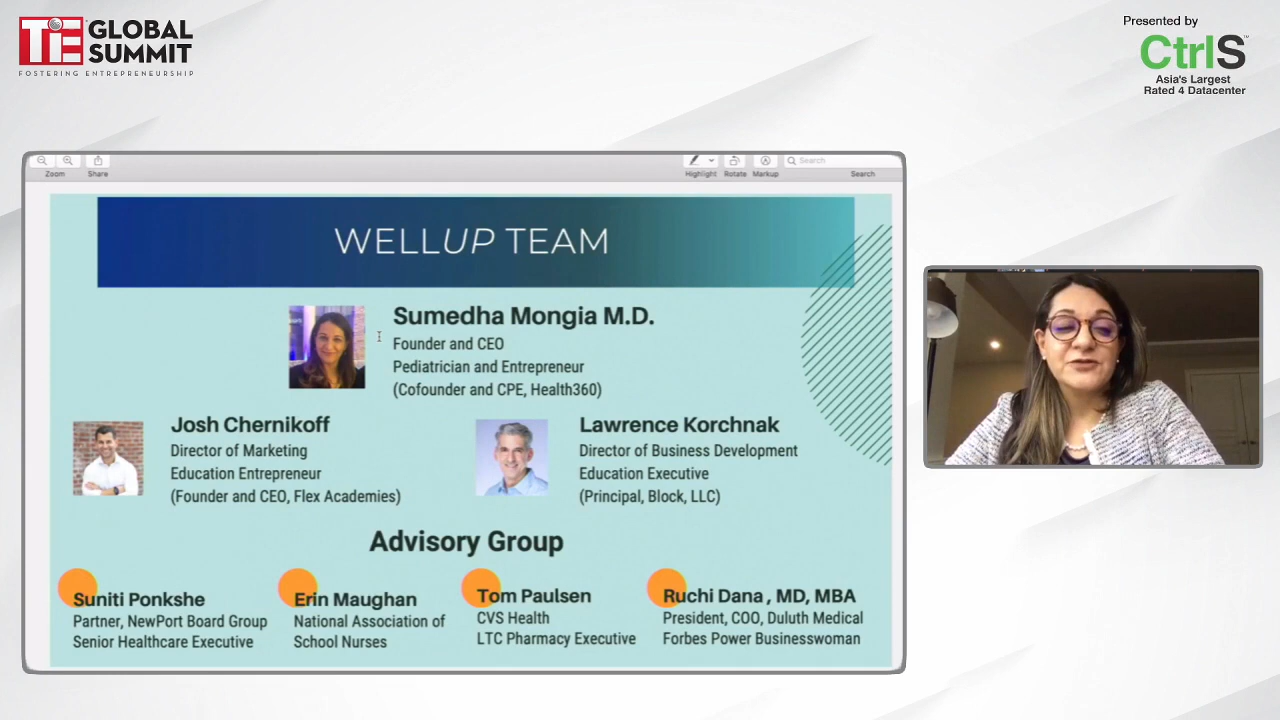 TiE GLOBAL
SUMMIT
FOSTERING ENTREPRENEURSHIP
Presented by
CtrlS™
Asia's Largest
Rated 4 Datacenter
Zoom
Share
Highlight
Rotate
Markup
Search
Search
WELLUP TEAM
Sumedha Mongia M.D.
Founder and CEO
Pediatrician and Entrepreneur
(Cofounder and CPE, Health360)
Josh Chernikoff
Director of Marketing
Education Entrepreneur
(Founder and CEO, Flex Academies)
Lawrence Korchnak
Director of Business Development
Education Executive
(Principal, Block, LLC)
Advisory Group
Suniti Ponkshe
Partner, NewPort Board Group
Senior Healthcare Executive
Erin Maughan
National Association of
School Nurses
Tom Paulsen
CVS Health
LTC Pharmacy Executive
Ruchi Dana , MD, MBA
President, COO, Duluth Medical
Forbes Power Businesswoman